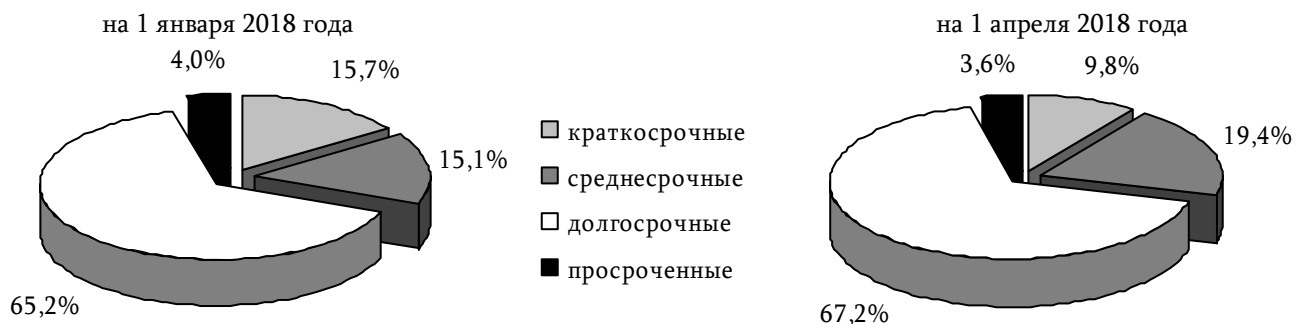 на 1 января 2018 года
4,0%
15,7%
15,1%
65,2%
краткосрочные
среднесрочные
долгосрочные
просроченные
на 1 апреля 2018 года
3,6%
9,8%
19,4%
67,2%